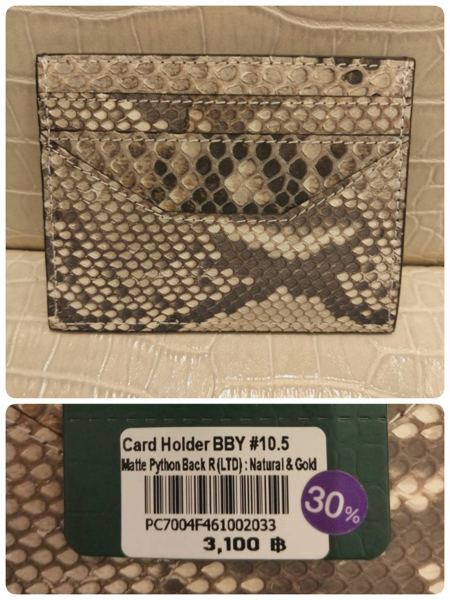 Card Holder BBY #10.5
Matte Python Back R (LTD) : Natural & Gold
30%
PC7004F461002033
3,100 ฿